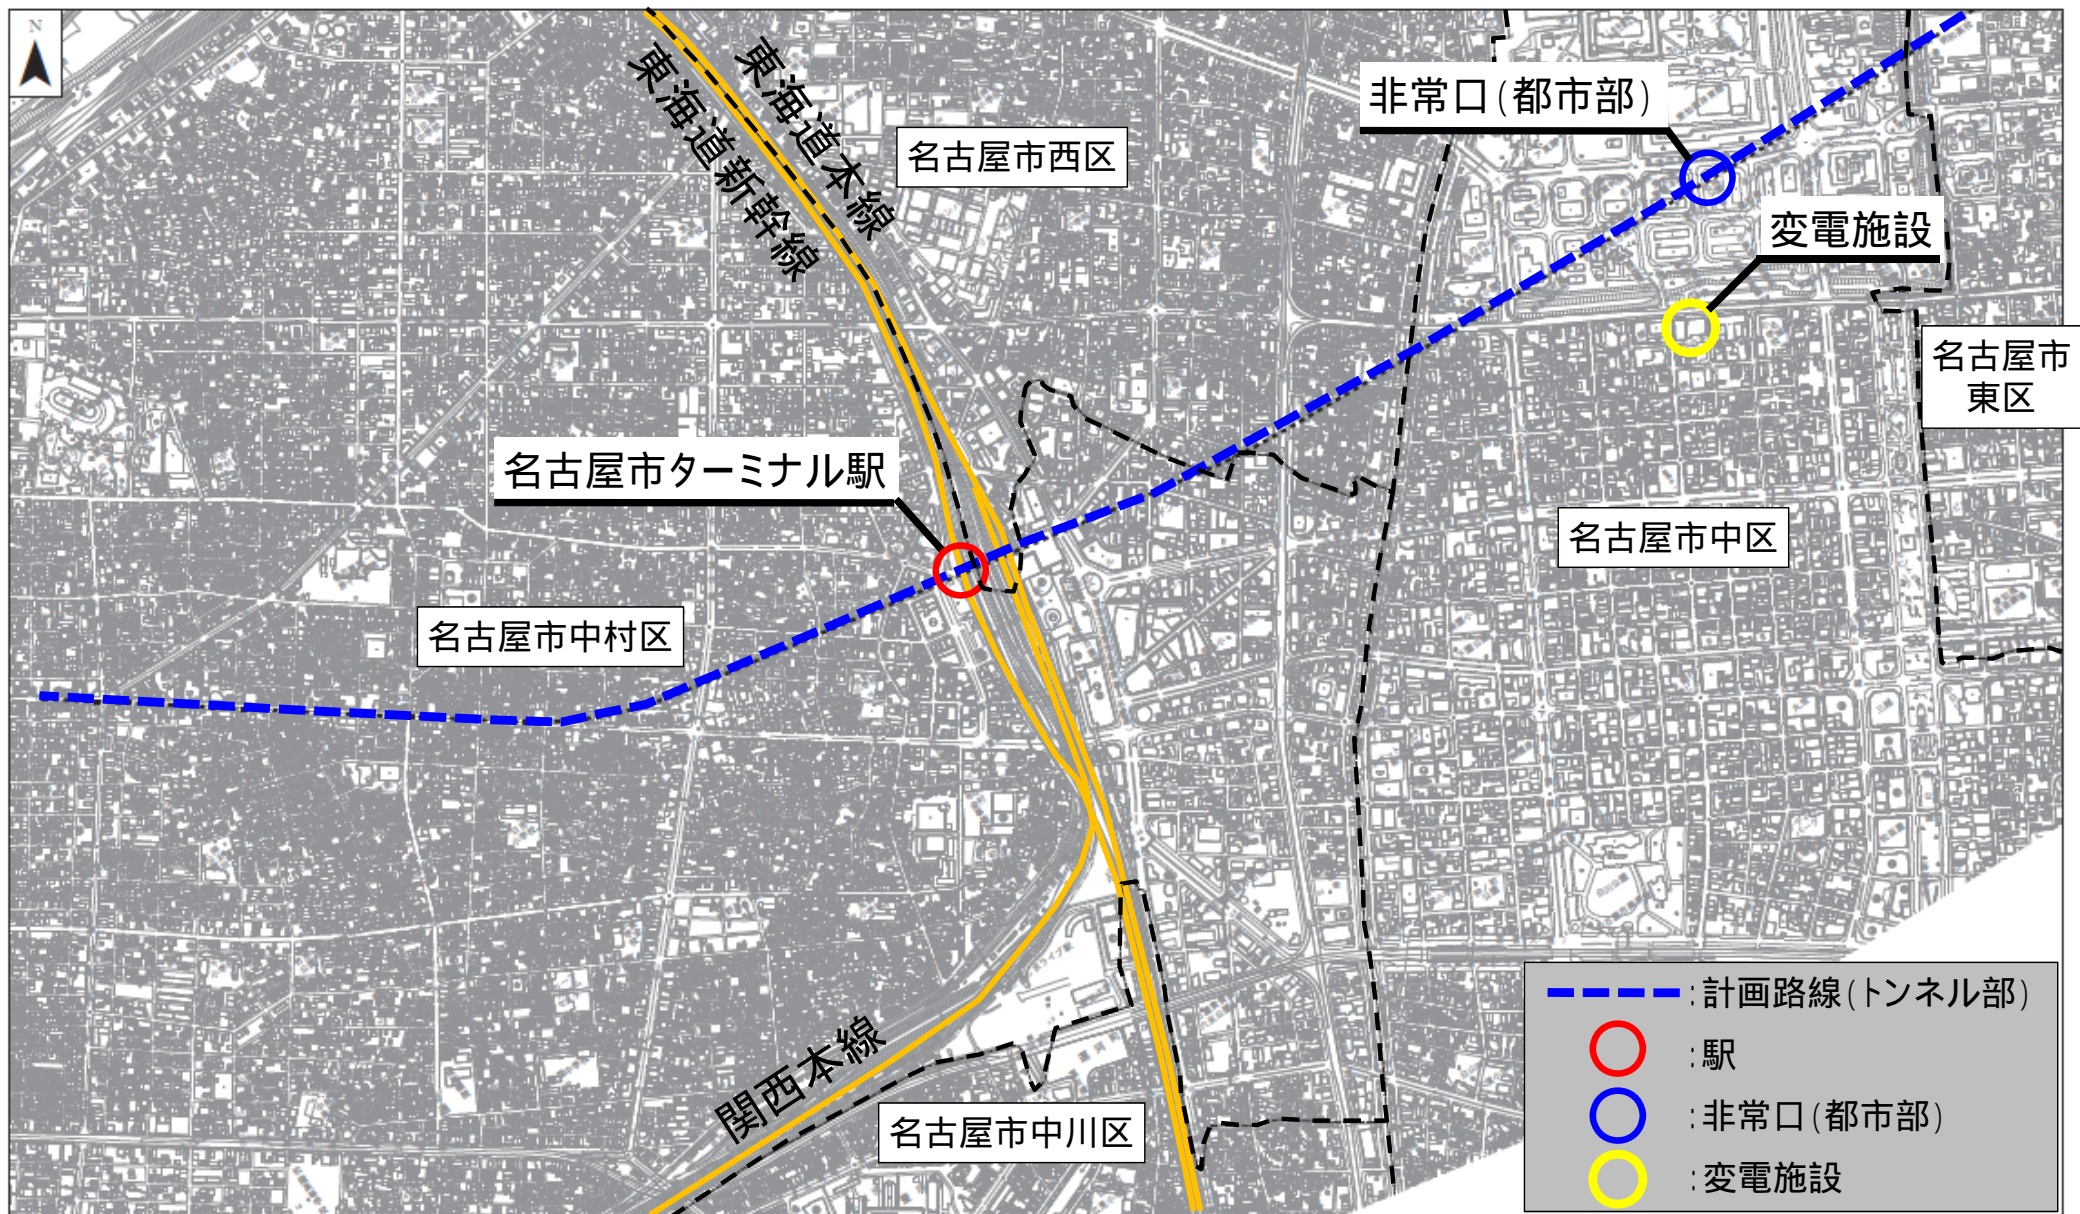 N
東海道本線
東海道新幹線
名古屋市西区
非常口(都市部)
変電施設
名古屋市
東区
名古屋市ターミナル駅
名古屋市中区
名古屋市中村区
関西本線
名古屋市中川区
:計画路線(トンネル部)
:駅
:非常口(都市部)
:変電施設